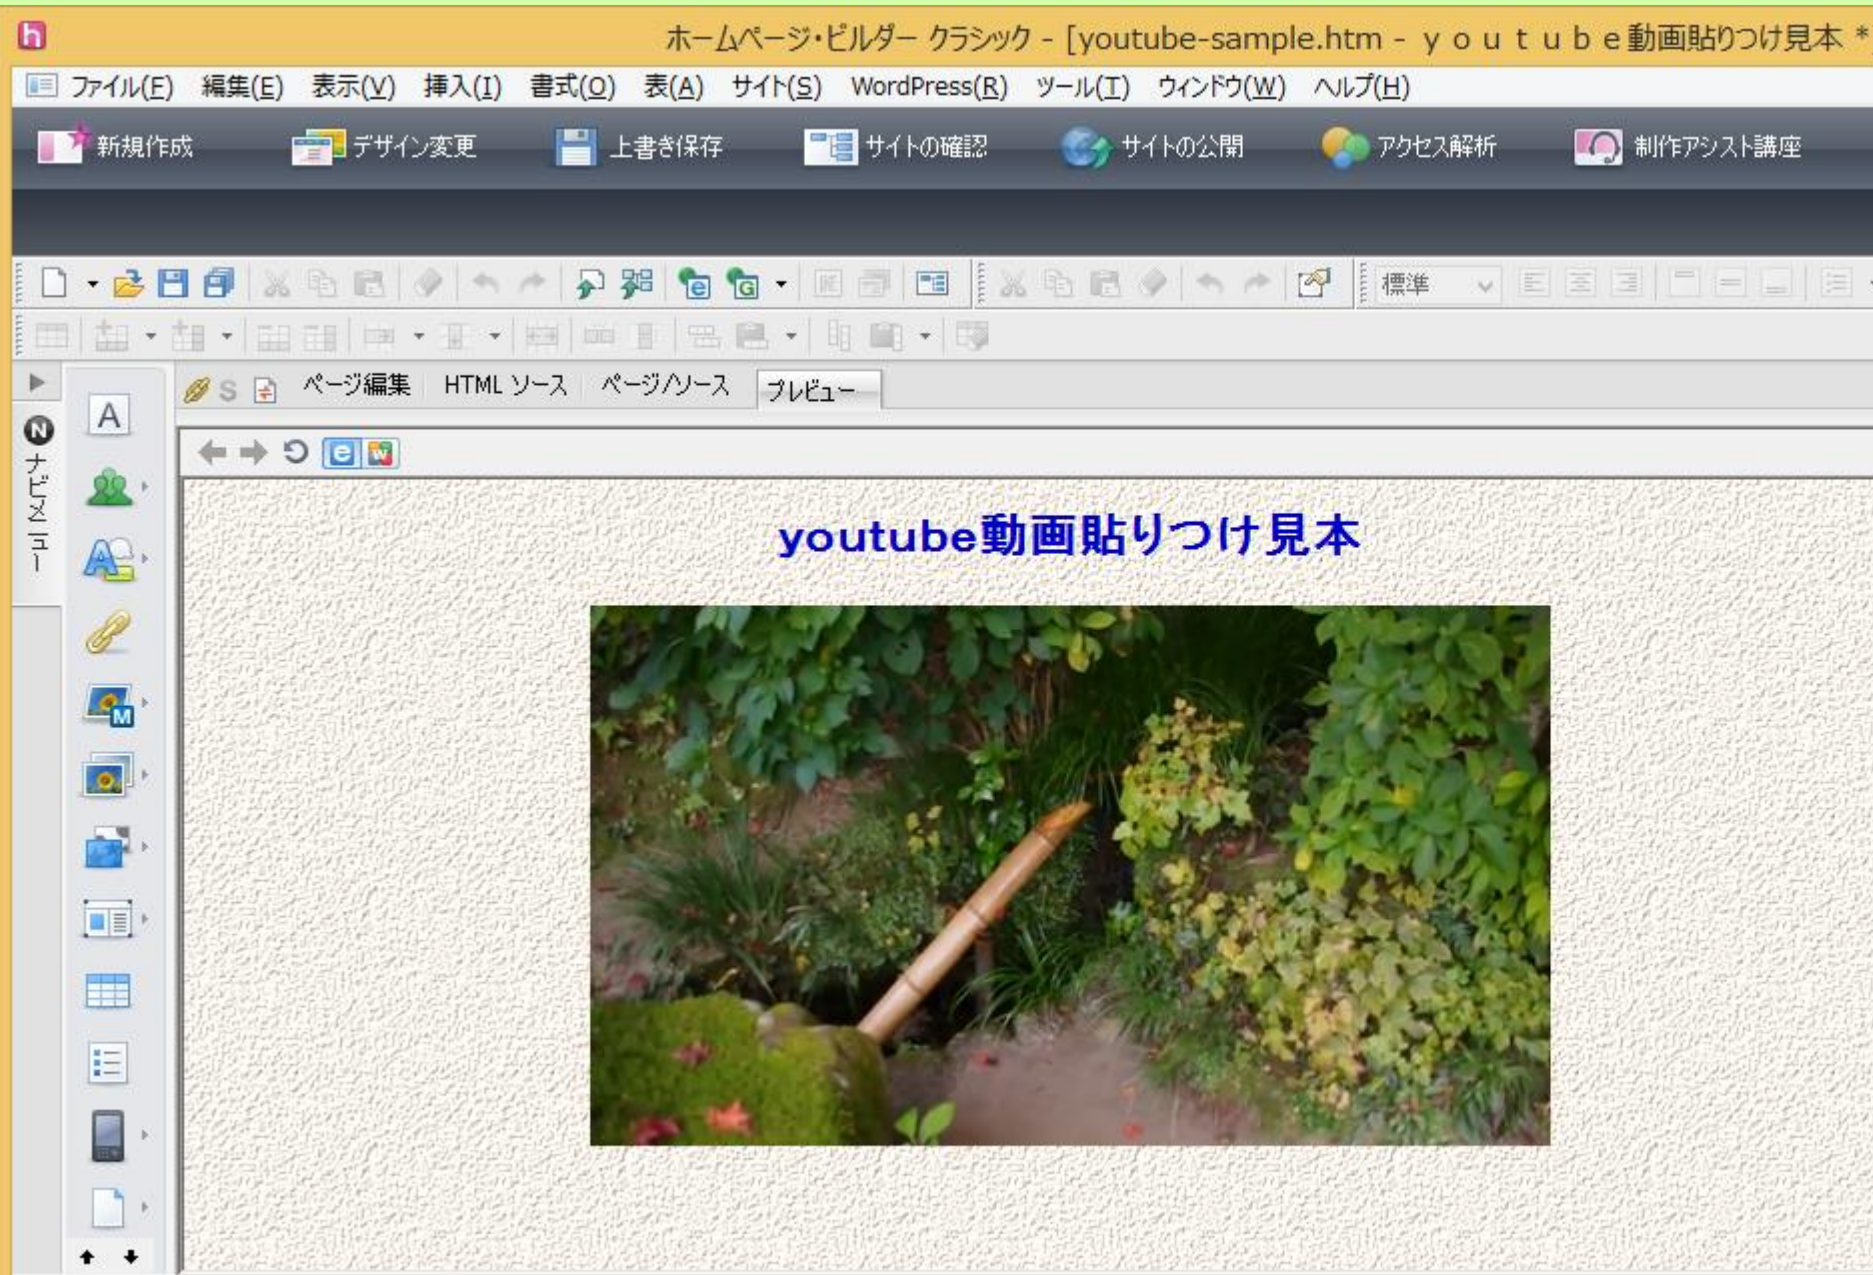 ホームページ・ビルダー クラシック - [youtube-sample.htm - ｙｏｕｔｕｂｅ動画貼りつけ見本 *
ファイル(F) 編集(E) 表示(V) 挿入(I) 書式(O) 表(A) サイト(S) WordPress(R) ツール(T) ウィンドウ(W) ヘルプ(H)
新規作成 デザイン変更 上書き保存 サイトの確認 サイトの公開 アクセス解析 制作アシスト講座
標準
ページ編集 HTML ソース ページ/ソース プレビュー
ナビメニュー
youtube動画貼りつけ見本